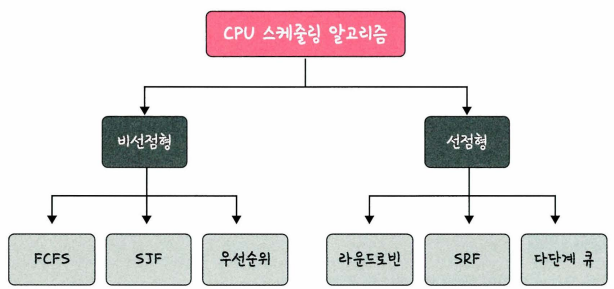 CPU 스케줄링 알고리즘
비선점형
선점형
FCFS
SJF
우선순위
라운드로빈
SRF
다단계 큐